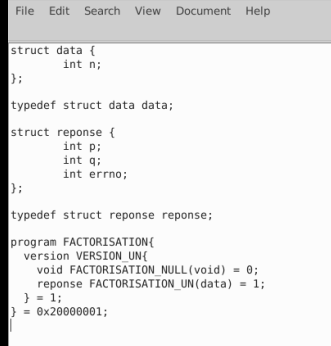 File Edit Search View Document Help
struct data {
int n;
};
typedef struct data data;
struct reponse {
int p;
int q;
int errno;
};
typedef struct reponse reponse;
program FACTORISATION{
version VERSION_UN{
void FACTORISATION_NULL(void) = 0;
reponse FACTORISATION_UN(data) = 1;
} = 1;
} = 0x20000001;